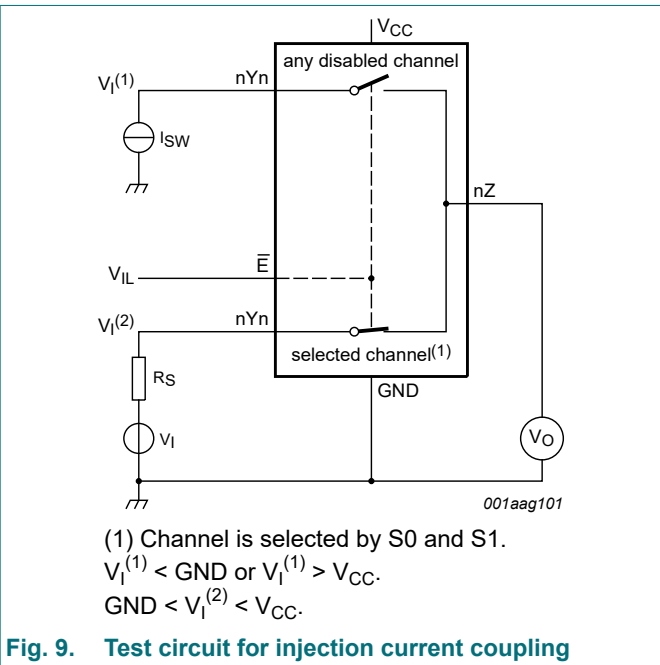 VCC
any disabled channel
VI(1)
nYn
ISW
nZ
E̅
VIL
VI(2)
nYn
selected channel(1)
RS
GND
VI
VO
001aag101
(1) Channel is selected by S0 and S1.
VI(1) < GND or VI(1) > VCC.
GND < VI(2) < VCC.
Fig. 9. Test circuit for injection current coupling